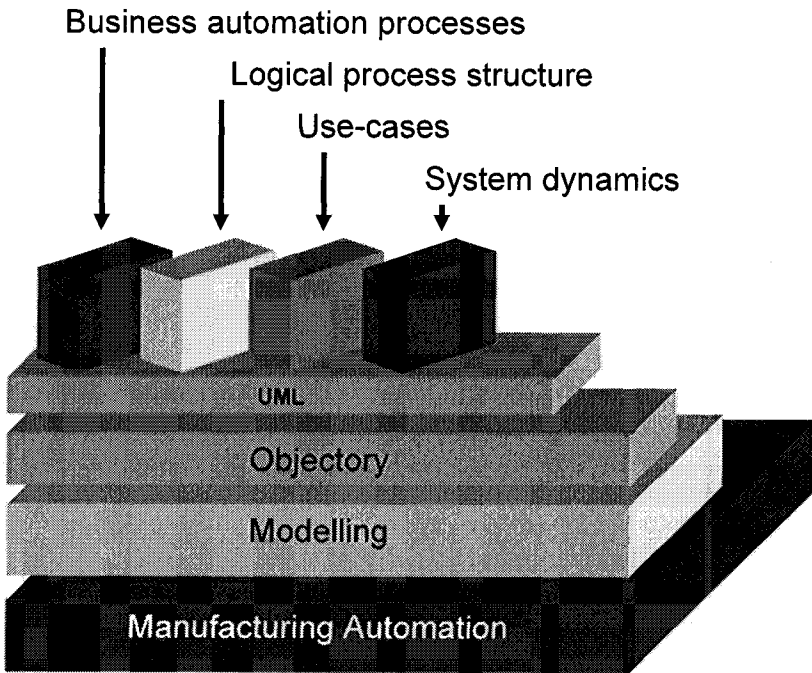 Business automation processes
Logical process structure
Use-cases
System dynamics
UML
Objectory
Modelling
Manufacturing Automation